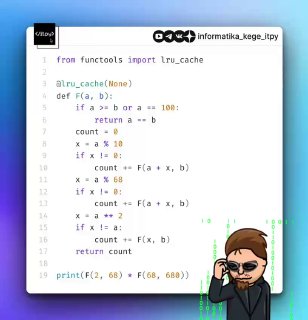 </itpy>
informatika_kege_itpy
1 from functools import lru_cache
2
3 @lru_cache(None)
4 def F(a, b):
5 if a >= b or a == 100:
6 return a == b
7 count = 0
8 x = a % 10
9 if x != 0:
10 count += F(a + x, b)
11 x = a % 68
12 if x != 0:
13 count += F(a + x, b)
14 x = a ** 2
15 if x != a:
16 count += F(x, b)
17 return count
18
19 print(F(2, 68) * F(68, 680))